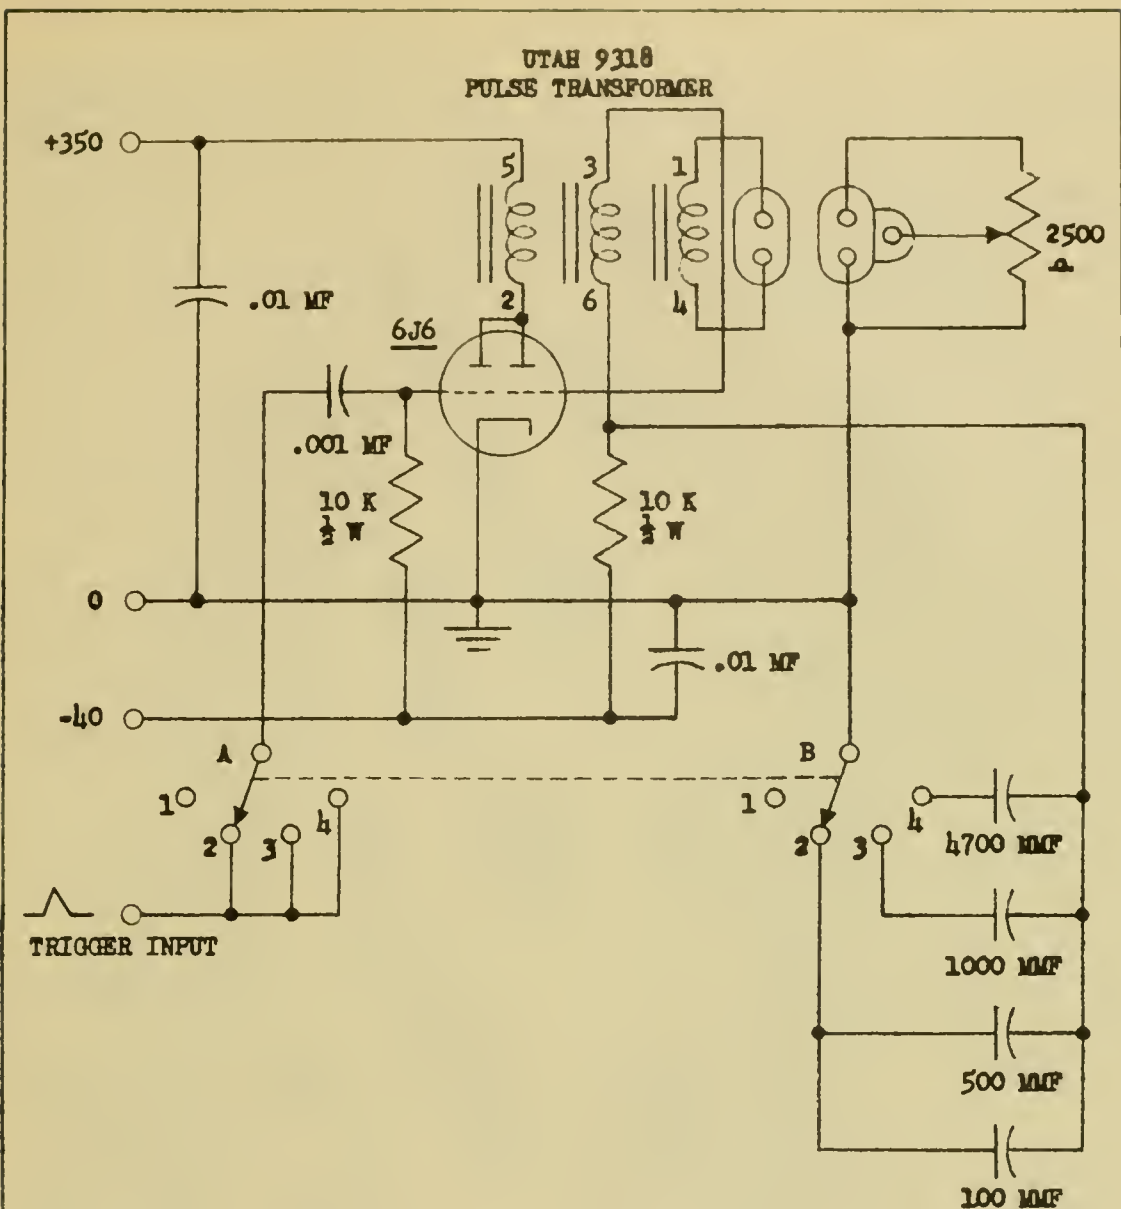 UTAH 9318
PULSE TRANSFORMER
+350
5
3
1
2500
Ω
.01 MF
2
6
4
6J6
.001 MF
10 K
½ W
10 K
½ W
0
.01 MF
-40
A
B
1
2
3
4
1
2
3
4
4700 MMF
TRIGGER INPUT
1000 MMF
500 MMF
100 MMF